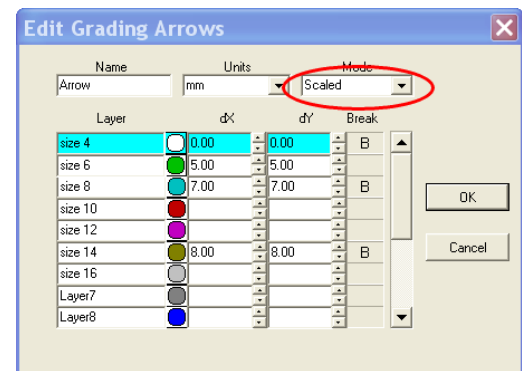 Edit Grading Arrows
Name Units Mode
Arrow mm Scaled
Layer dX dY Break
size 4 0.00 0.00 B
size 6 5.00 5.00
size 8 7.00 7.00 B
size 10
size 12
size 14 8.00 8.00 B
size 16
Layer7
Layer8
OK
Cancel